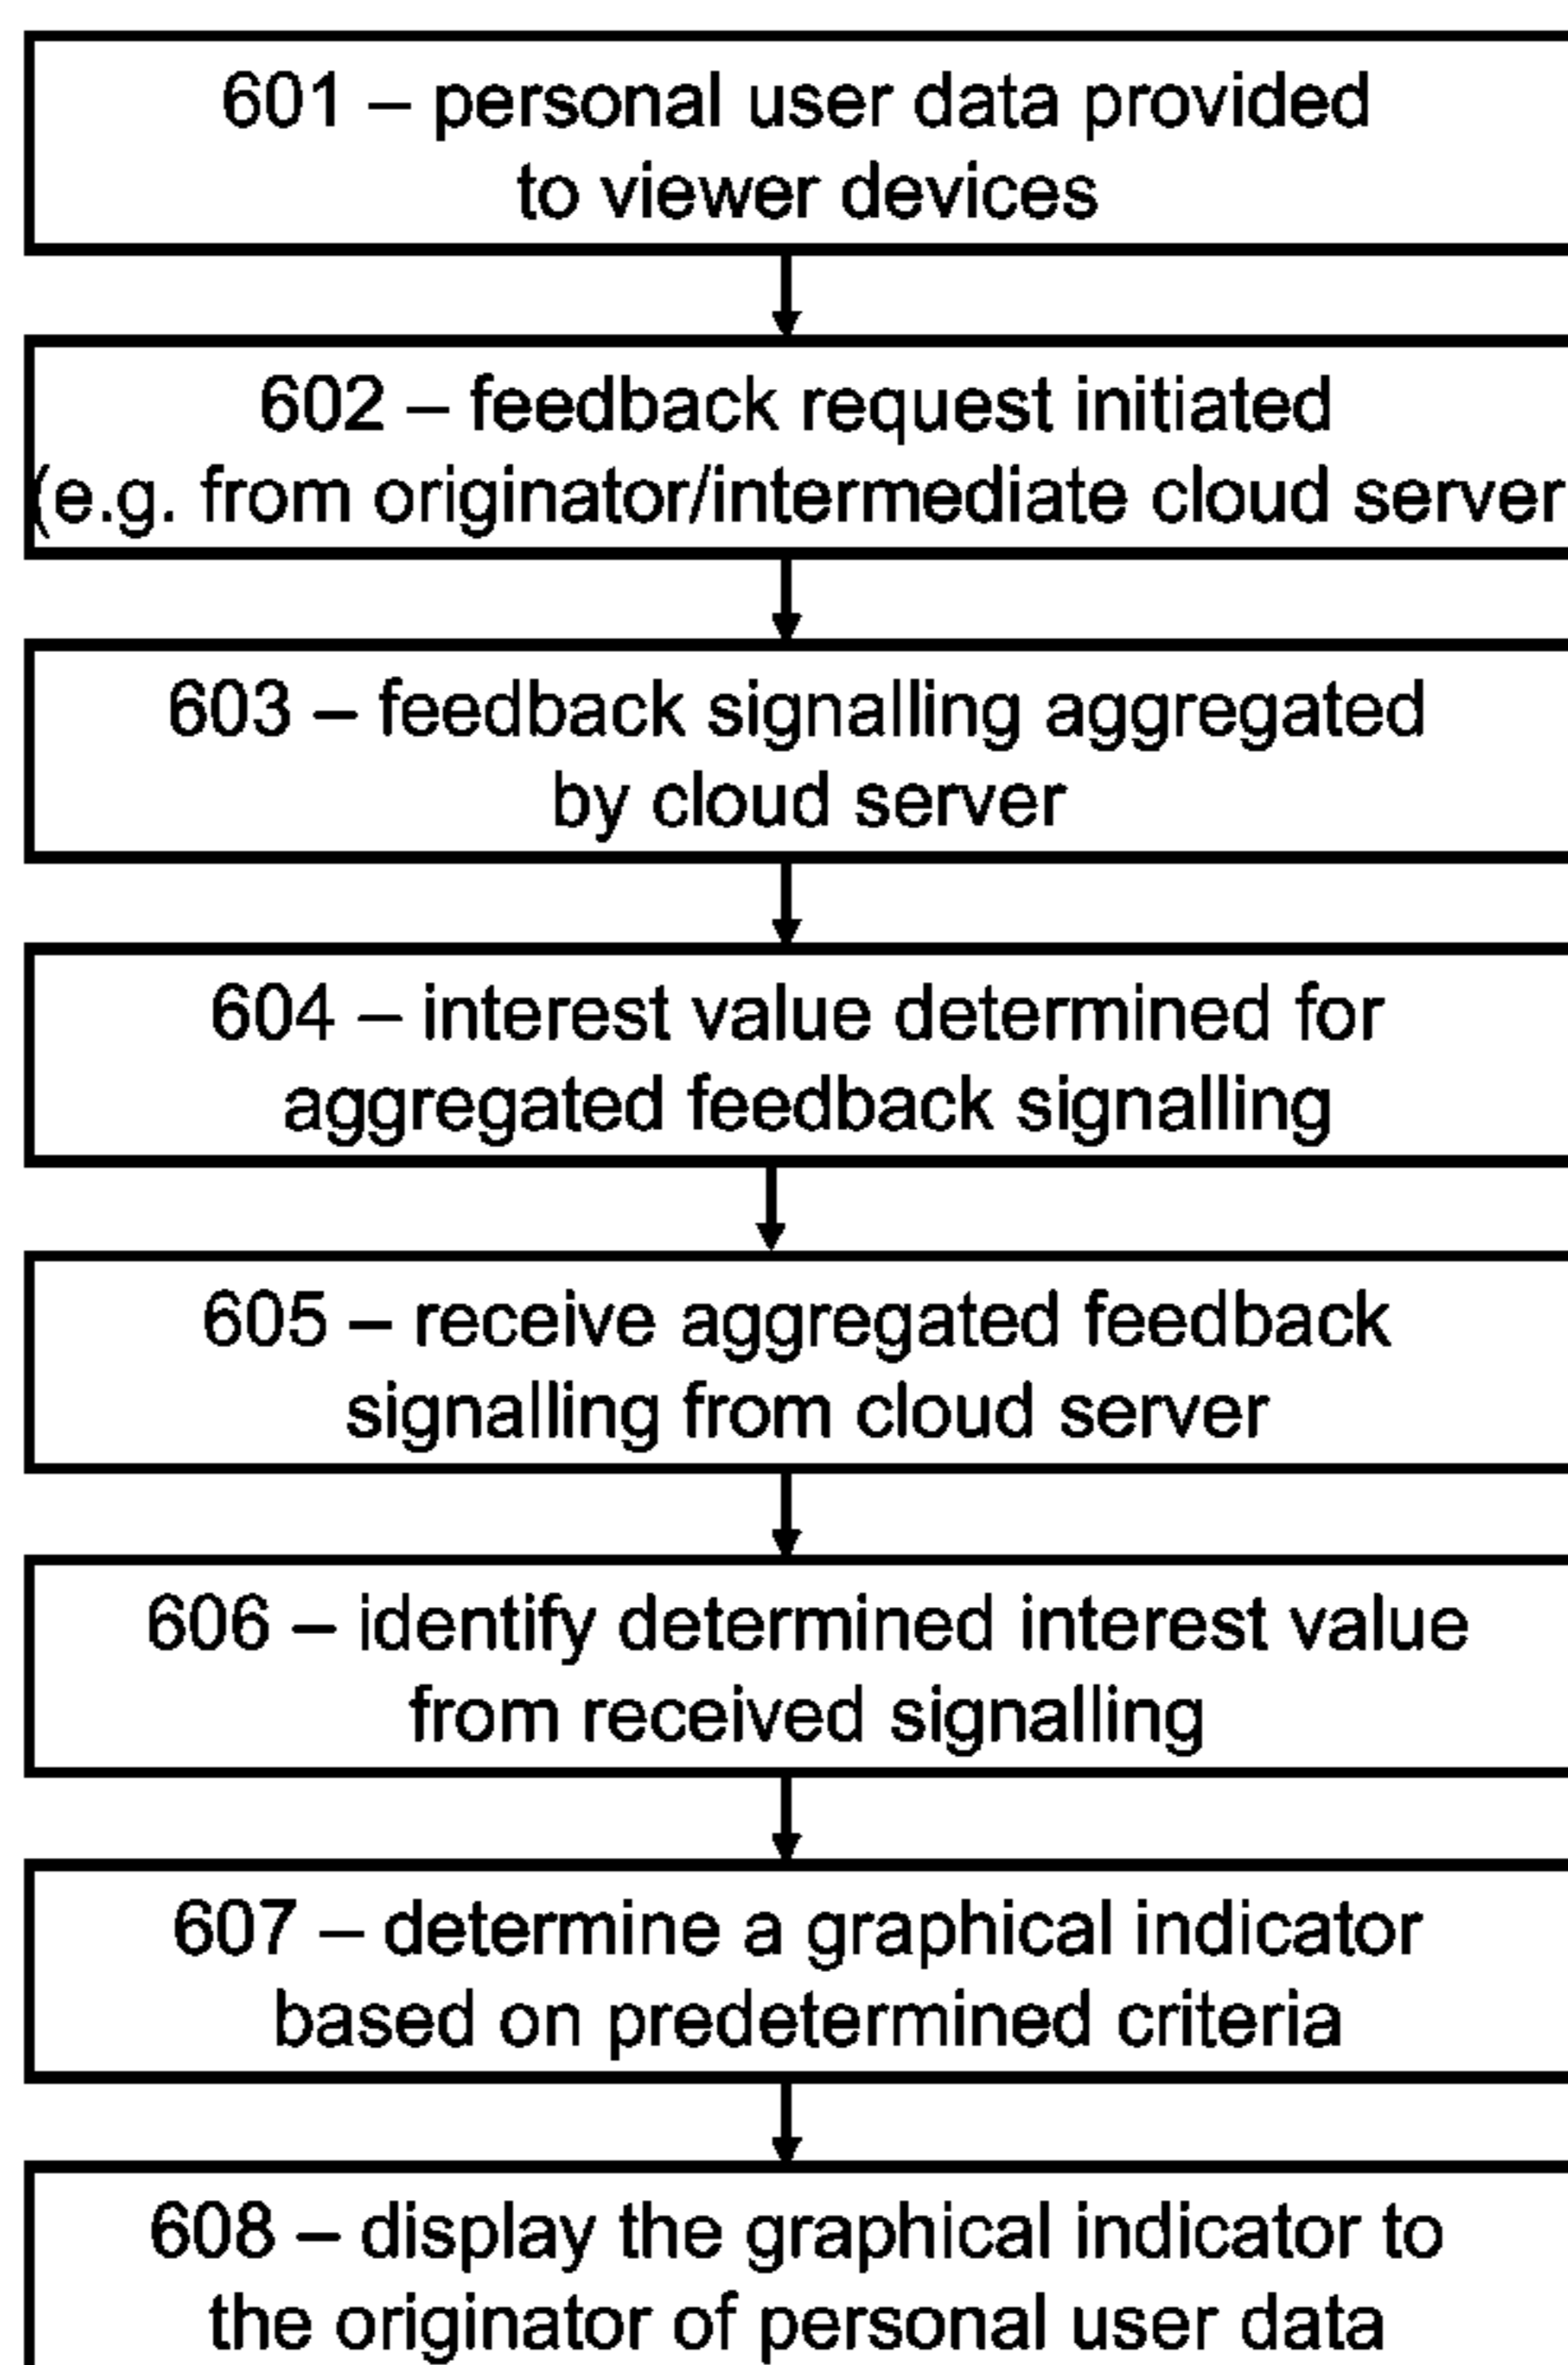 601 – personal user data provided
to viewer devices
602 – feedback request initiated
(e.g. from originator/intermediate cloud server
603 – feedback signalling aggregated
by cloud server
604 – interest value determined for
aggregated feedback signalling
605 – receive aggregated feedback
signalling from cloud server
606 – identify determined interest value
from received signalling
607 – determine a graphical indicator
based on predetermined criteria
608 – display the graphical indicator to
the originator of personal user data